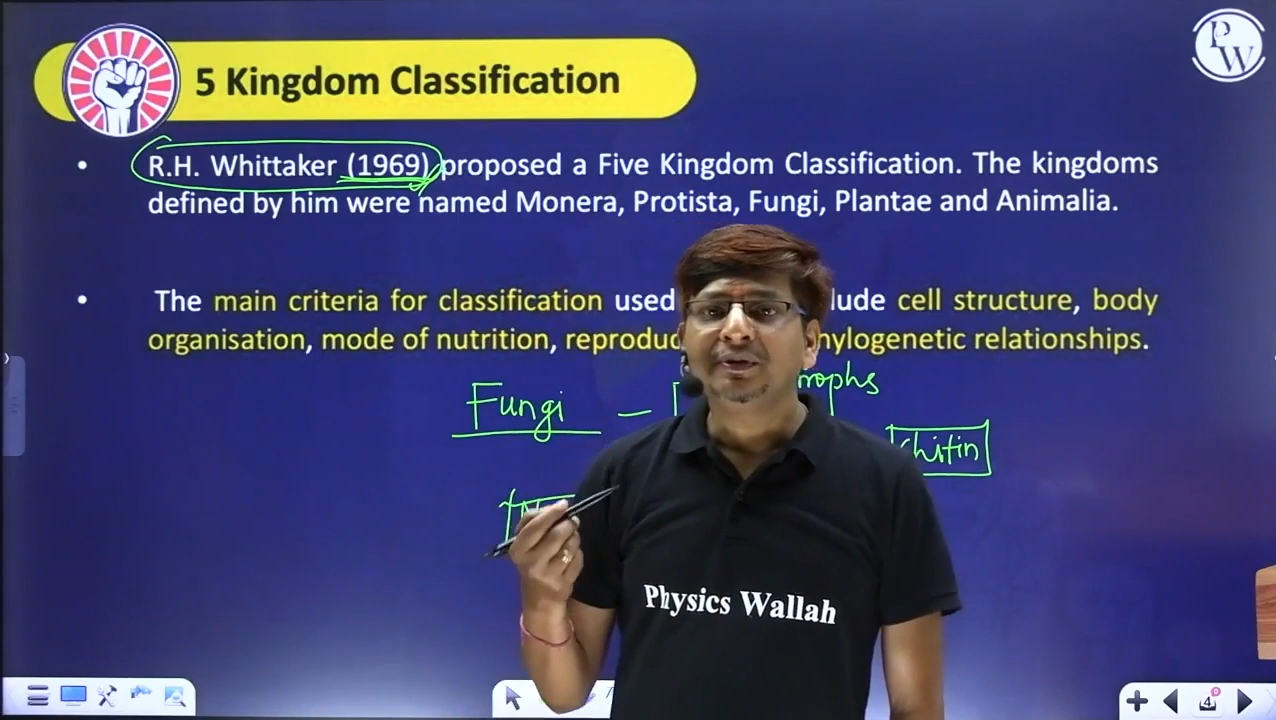 PW
5 Kingdom Classification
• R.H. Whittaker (1969) proposed a Five Kingdom Classification. The kingdoms
defined by him were named Monera, Protista, Fungi, Plantae and Animalia.
• The main criteria for classification used lude cell structure, body
organisation, mode of nutrition, reproduc hylogenetic relationships.
rophs
Fungi –
Chitin
Physics Wallah
4